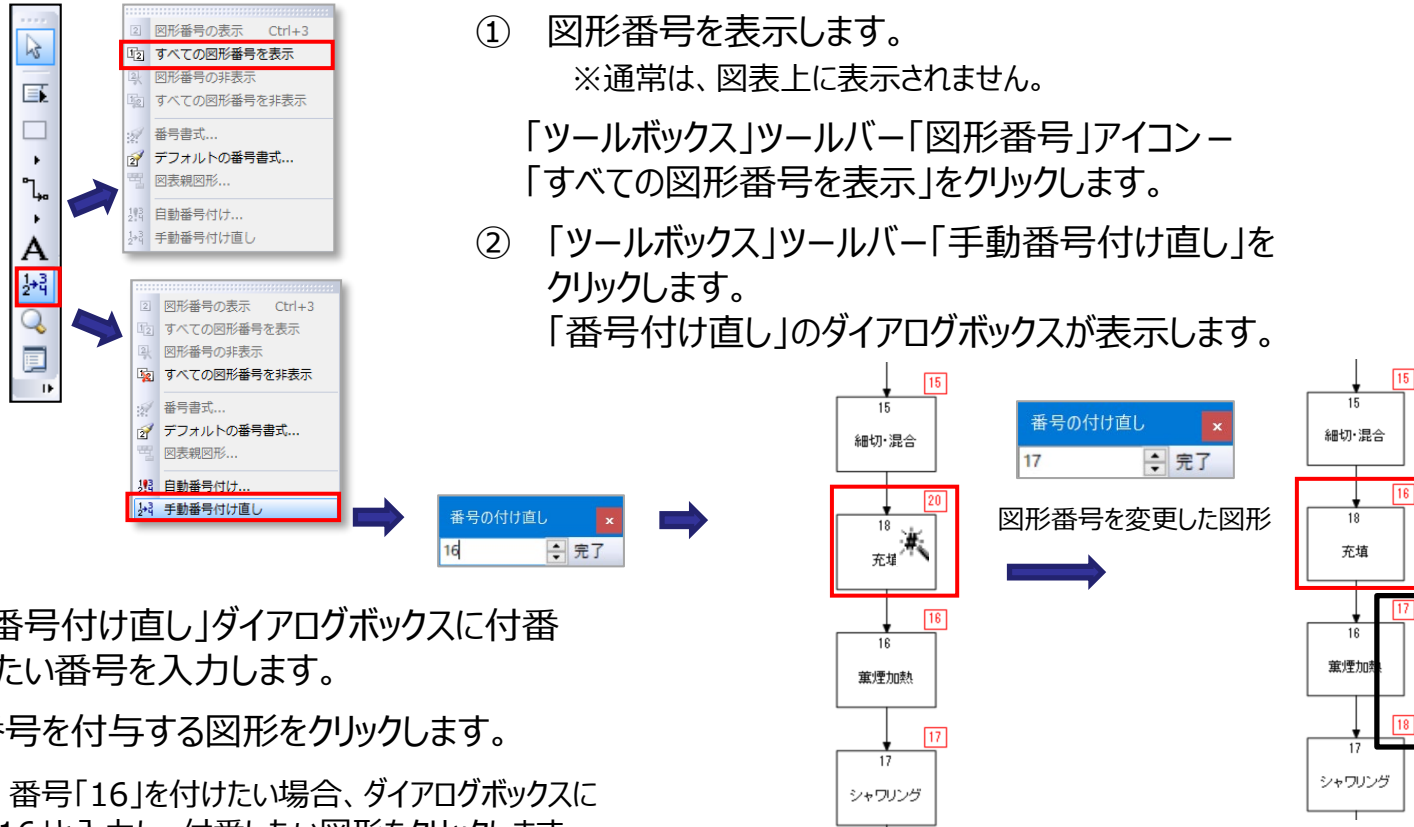 図形番号の表示 Ctrl+3
すべての図形番号を表示
図形番号の非表示
すべての図形番号を非表示
番号書式...
デフォルトの番号書式...
図表親図形...
自動番号付け...
手動番号付け直し
① 図形番号を表示します。
※通常は、図表上に表示されません。
「ツールボックス」ツールバー「図形番号」アイコン－
「すべての図形番号を表示」をクリックします。
② 「ツールボックス」ツールバー「手動番号付け直し」を
クリックします。
「番号付け直し」のダイアログボックスが表示します。
図形番号の表示 Ctrl+3
すべての図形番号を表示
図形番号の非表示
すべての図形番号を非表示
番号書式...
デフォルトの番号書式...
図表親図形...
自動番号付け...
手動番号付け直し
番号の付け直し
16 完了
15
15
細切・混合
20
18
充填
16
16
薫煙加熱
17
17
シャワリング
番号の付け直し
17 完了
図形番号を変更した図形
15
15
細切・混合
16
18
充填
17
16
薫煙加熱
18
17
シャワリング
番号付け直し」ダイアログボックスに付番
たい番号を入力します。
番号を付与する図形をクリックします。
番号「16」を付けたい場合、ダイアログボックスに
16」と入力し、付番したい図形をクリックします